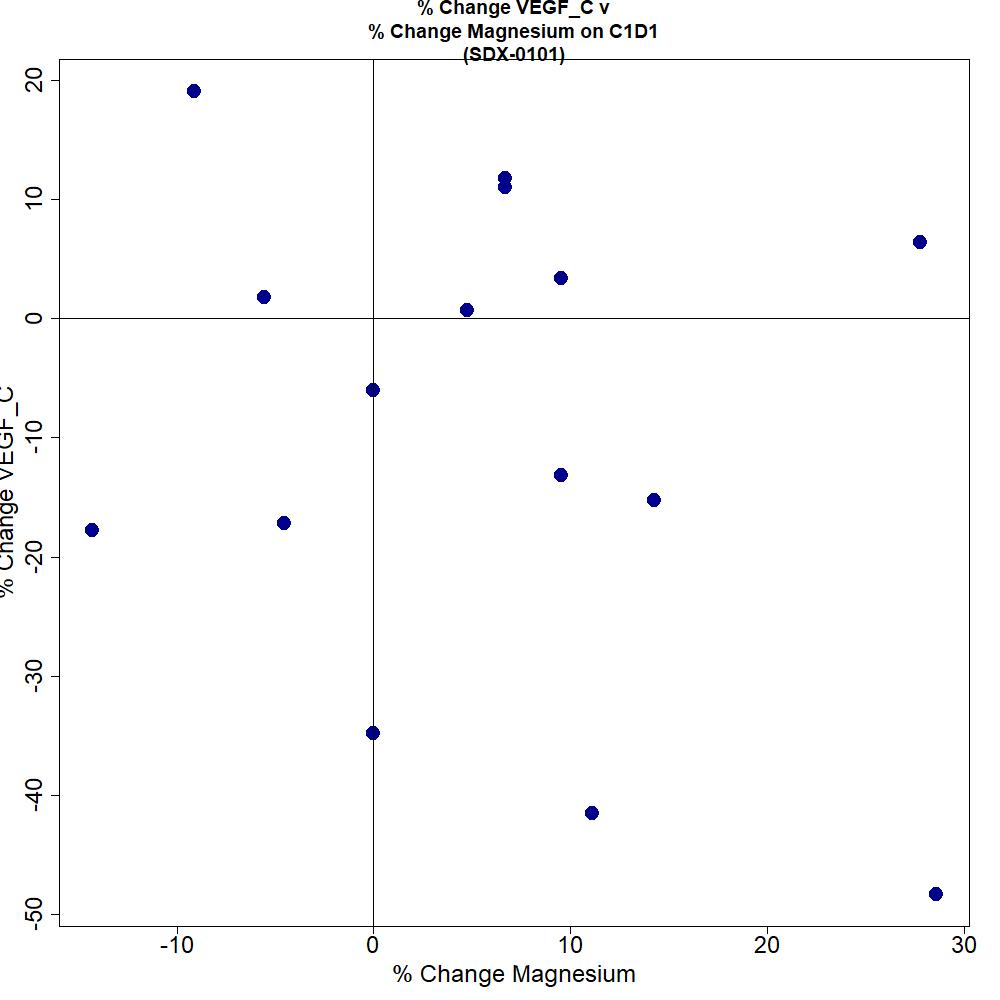 % Change VEGF_C v
% Change Magnesium on C1D1
(SDX-0101)
20
10
0
-10
-20
-30
-40
-50
% Change VEGF_C
-10
0
10
20
30
% Change Magnesium